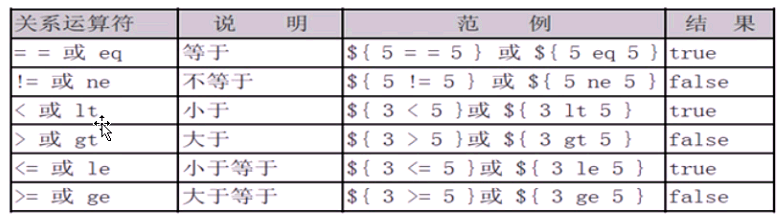 关系运算符 说 明 范 例 结 果
= = 或 eq 等于 ${ 5 = = 5 } 或 ${ 5 eq 5 } true
!= 或 ne 不等于 ${ 5 != 5 } 或 ${ 5 ne 5 } false
< 或 lt 小于 ${ 3 < 5 }或 ${ 3 lt 5 } true
> 或 gt 大于 ${ 3 > 5 }或 ${ 3 gt 5 } false
<= 或 le 小于等于 ${ 3 <= 5 }或 ${ 3 le 5 } true
>= 或 ge 大于等于 ${ 3 >= 5 }或 ${ 3 ge 5 } false